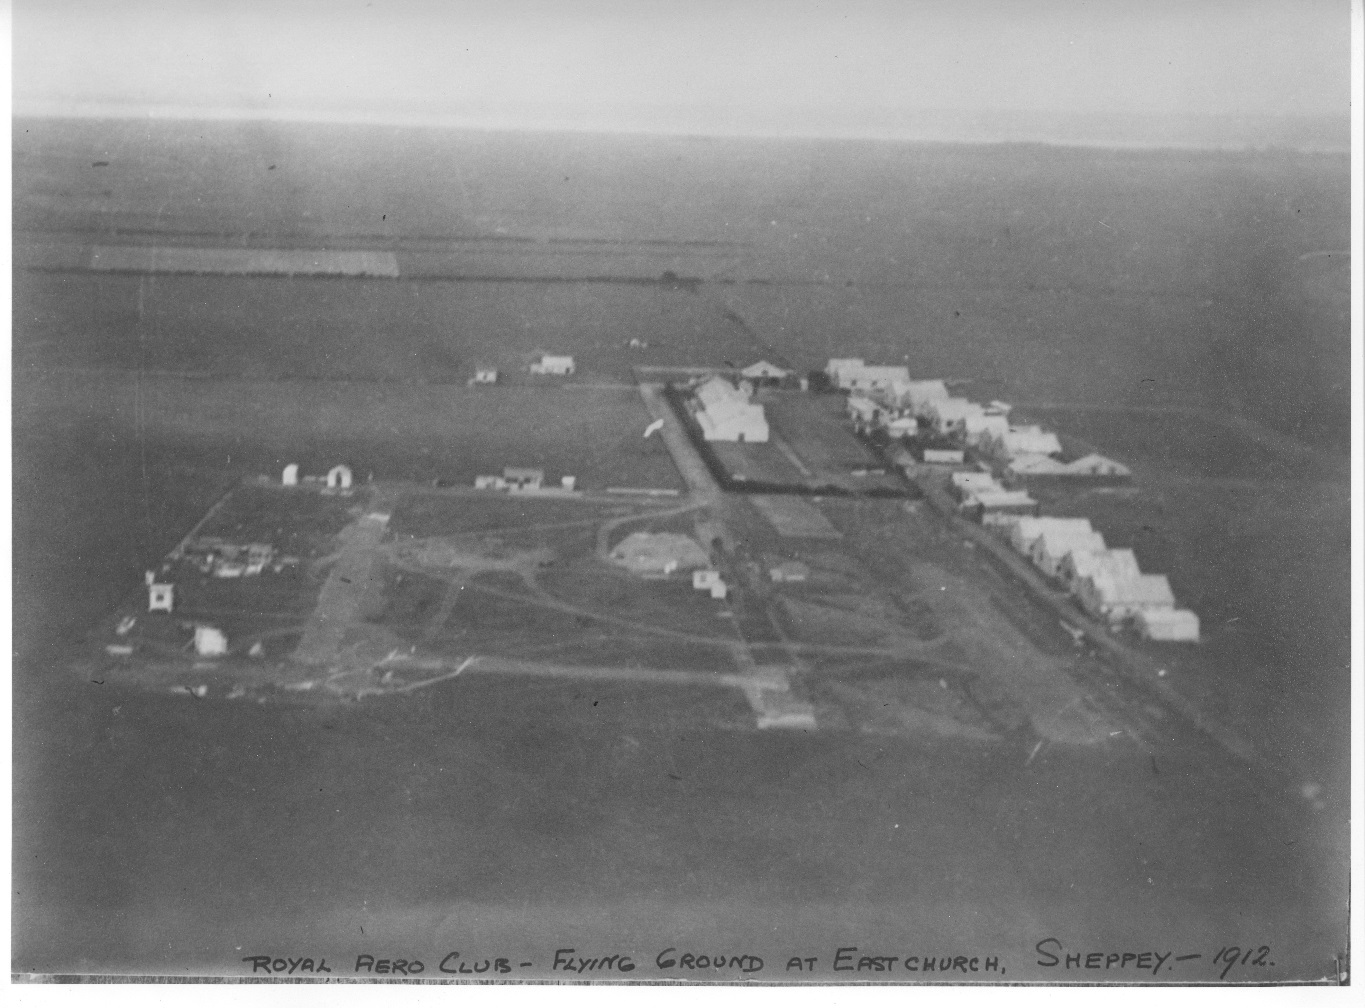 ROYAL AERO CLUB - FLYING GROUND AT EASTCHURCH, SHEPPEY. - 1912.